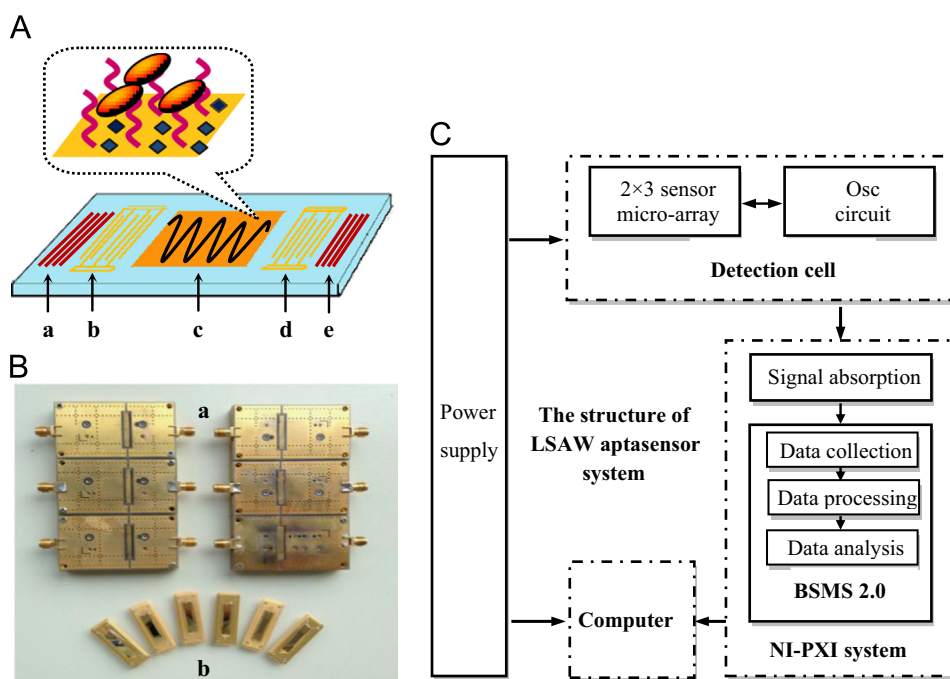 A
a
b
c
d
e
B
a
b
C
Power
supply
2×3 sensor
micro-array
Osc
circuit
Detection cell
The structure of
LSAW aptasensor
system
Signal absorption
Data collection
Data processing
Data analysis
BSMS 2.0
NI-PXI system
Computer